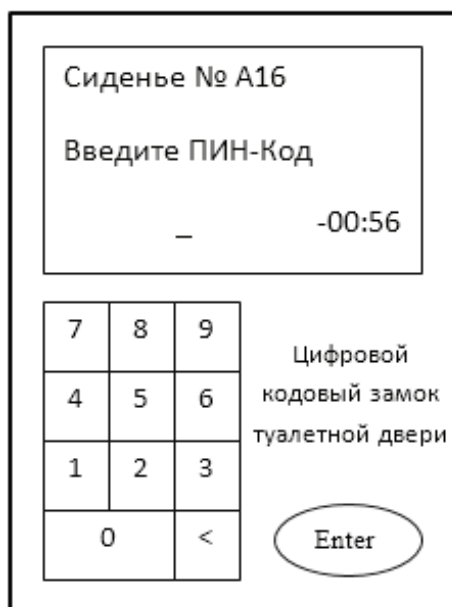 Сиденье № А16
Введите ПИН-Код
_ -00:56
7 8 9
4 5 6
1 2 3
0 <
Цифровой
кодовый замок
туалетной двери
Enter